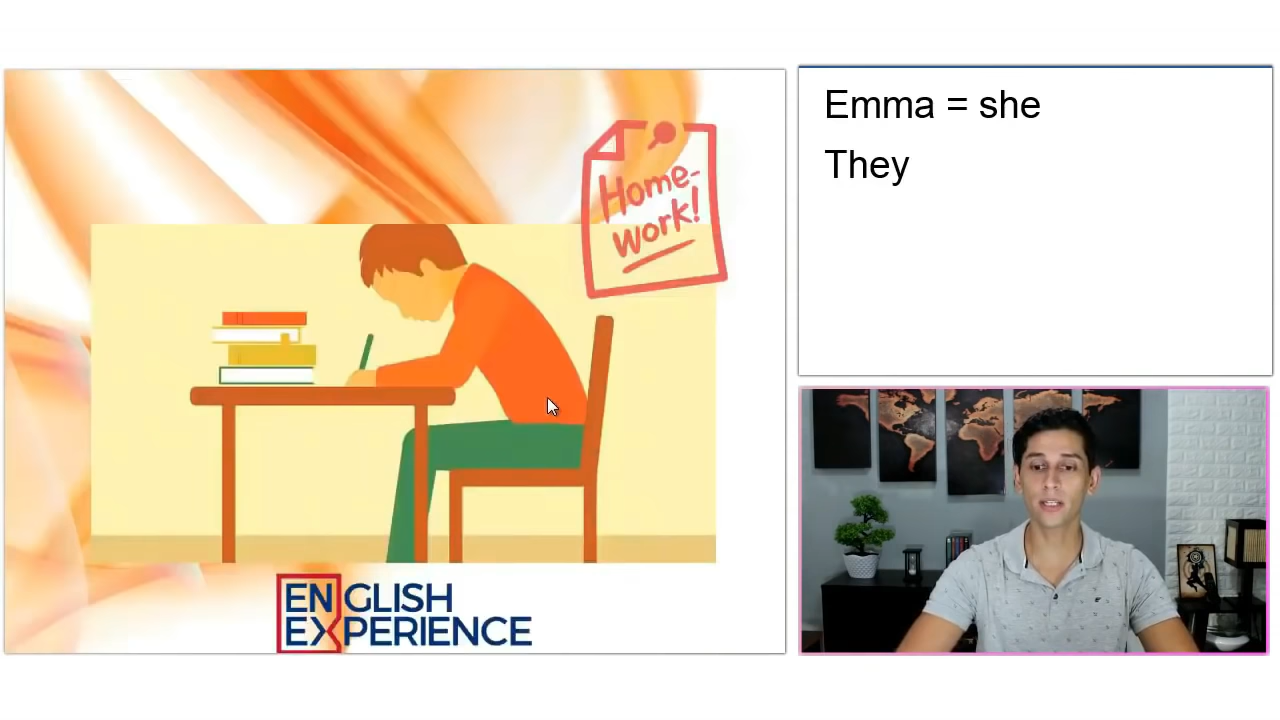 Home-
work!
ENGLISH
EXPERIENCE
Emma = she
They